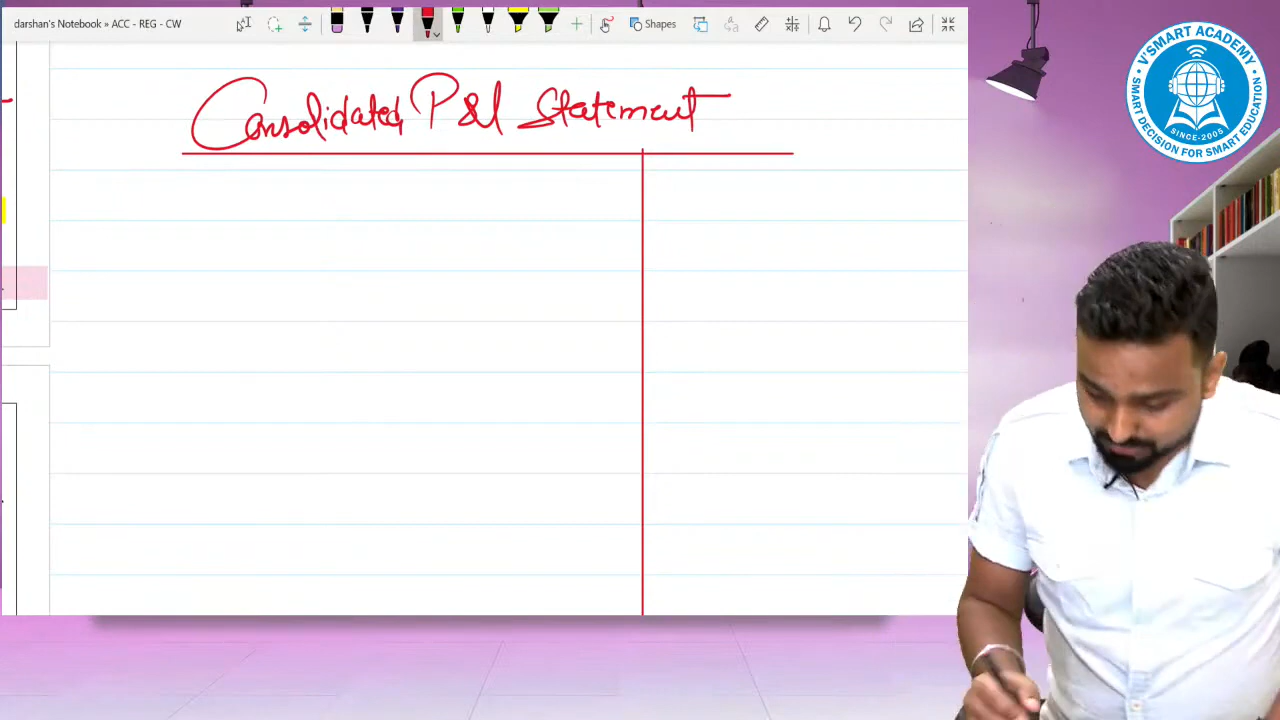 darshan's Notebook » ACC - REG - CW
Shapes
Consolidated P&L Statement
V'SMART ACADEMY
SINCE-2005
SMART DECISION FOR SMART EDUCATION